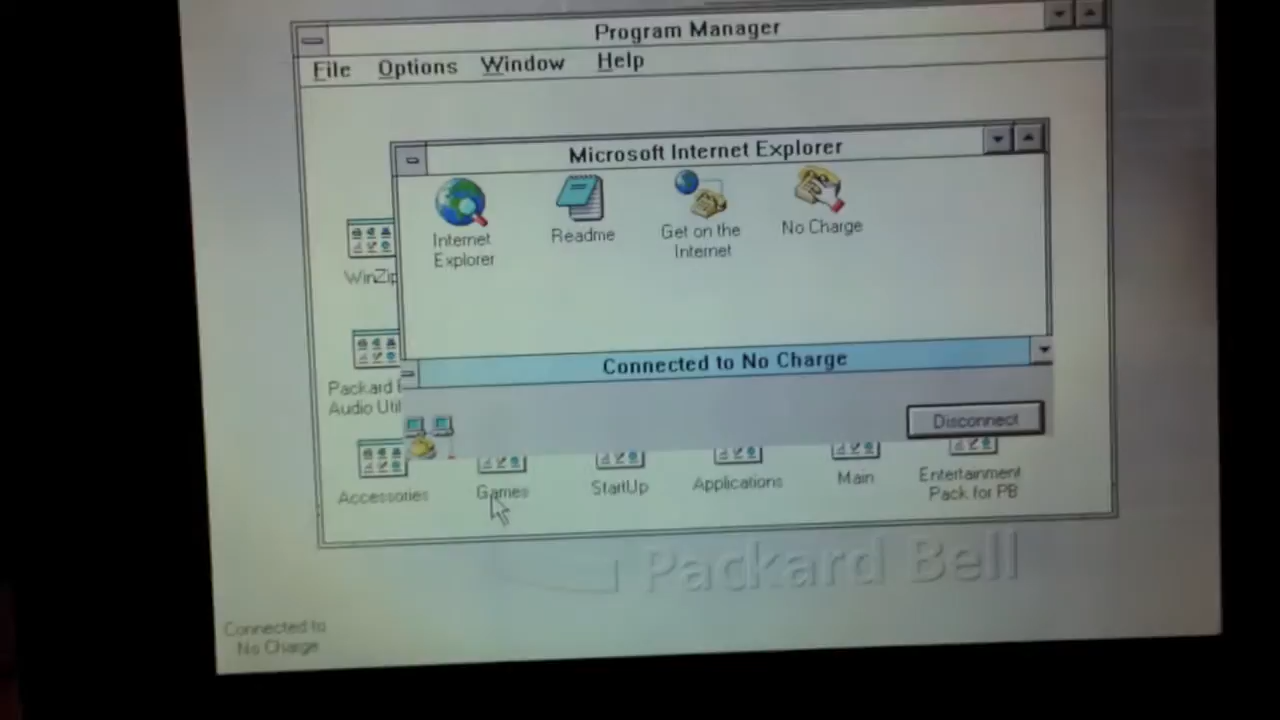 Program Manager
File Options Window Help
Microsoft Internet Explorer
Internet
Explorer
Readme
Get on the
Internet
No Charge
WinZip
Packard
Audio Util
Connected to No Charge
Disconnect
Accessories
Games
StartUp
Applications
Main
Entertainment
Pack for PB
Packard Bell
Connected to
No Charge